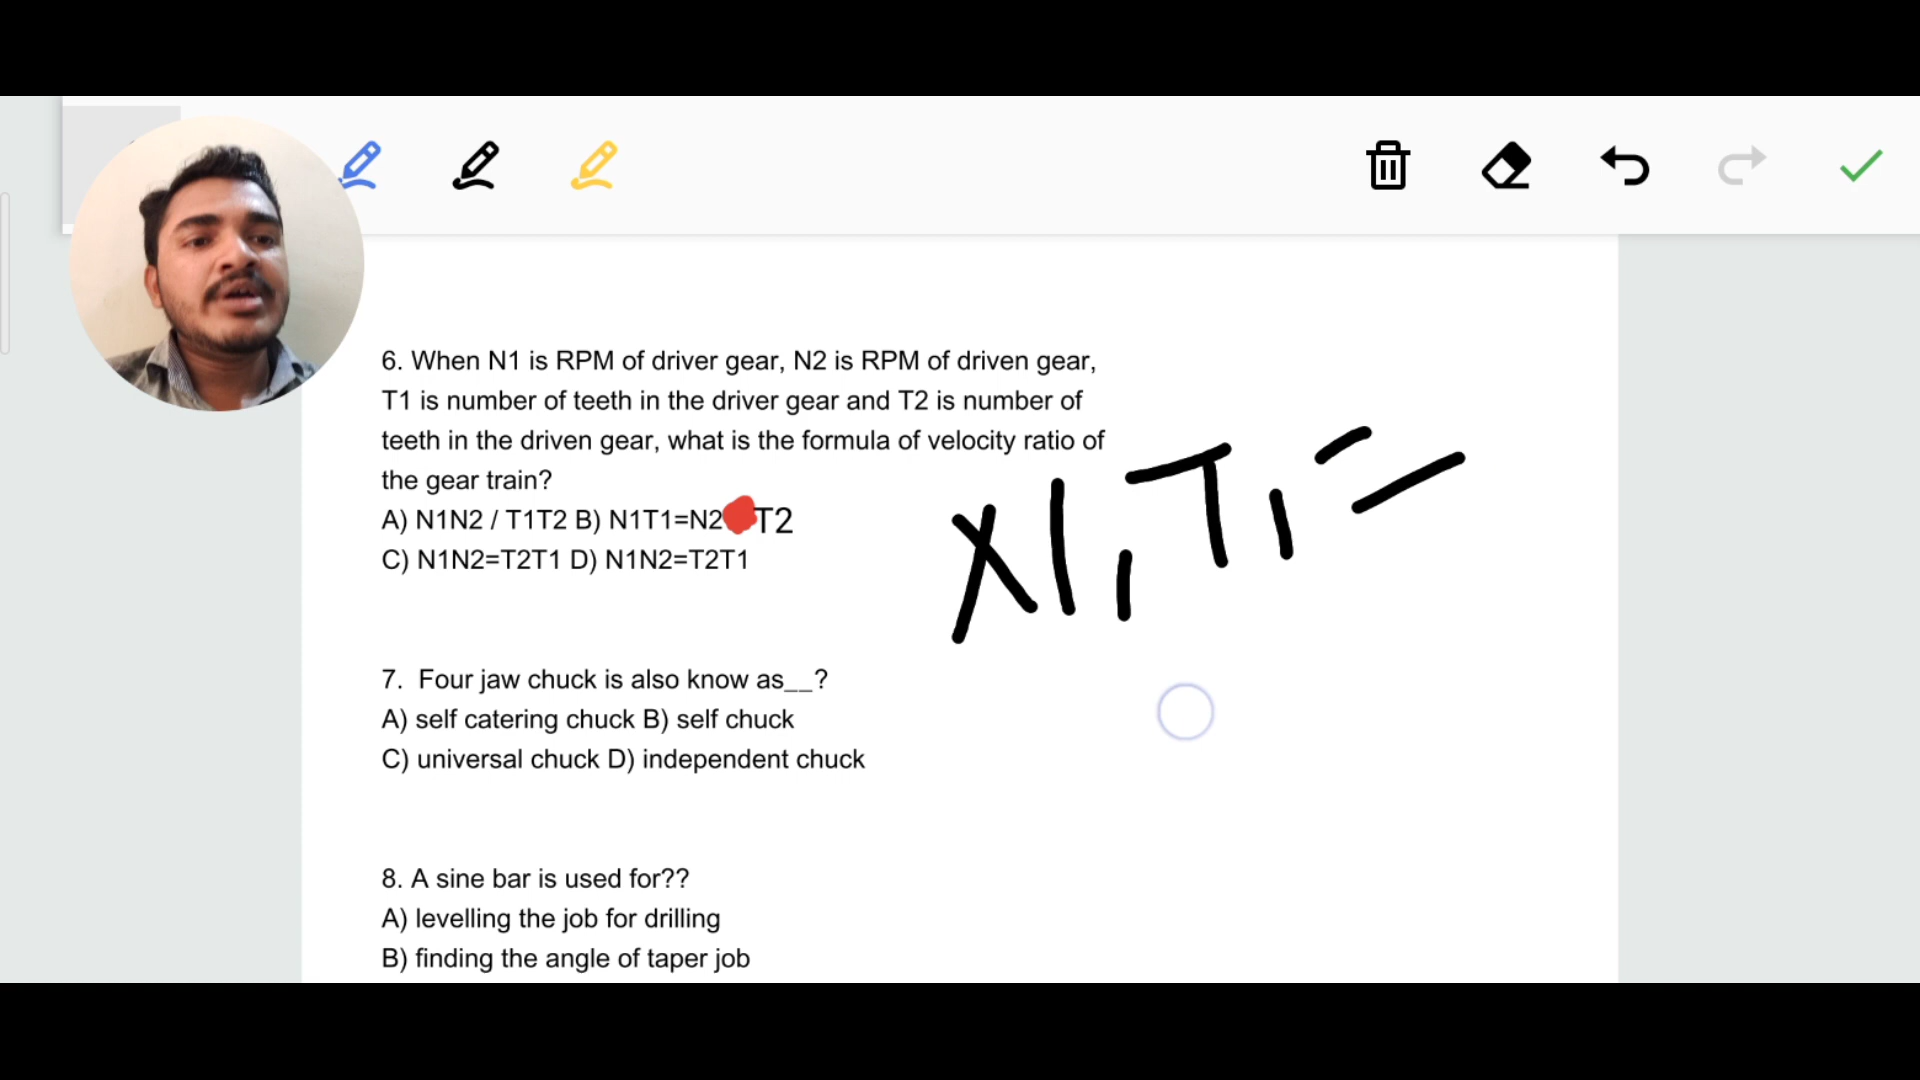 6. When N1 is RPM of driver gear, N2 is RPM of driven gear,
T1 is number of teeth in the driver gear and T2 is number of
teeth in the driven gear, what is the formula of velocity ratio of
the gear train?
A) N1N2 / T1T2 B) N1T1=N2 T2
C) N1N2=T2T1 D) N1N2=T2T1
N1,T1=
7. Four jaw chuck is also know as__?
A) self catering chuck B) self chuck
C) universal chuck D) independent chuck
8. A sine bar is used for??
A) levelling the job for drilling
B) finding the angle of taper job